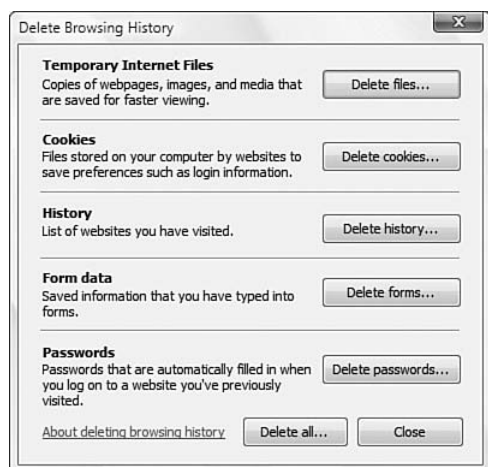 Delete Browsing History
Temporary Internet Files
Copies of webpages, images, and media that
are saved for faster viewing.
Delete files...
Cookies
Files stored on your computer by websites to
save preferences such as login information.
Delete cookies...
History
List of websites you have visited.
Delete history...
Form data
Saved information that you have typed into
forms.
Delete forms...
Passwords
Passwords that are automatically filled in when
you log on to a website you've previously
visited.
Delete passwords...
About deleting browsing history
Delete all...
Close